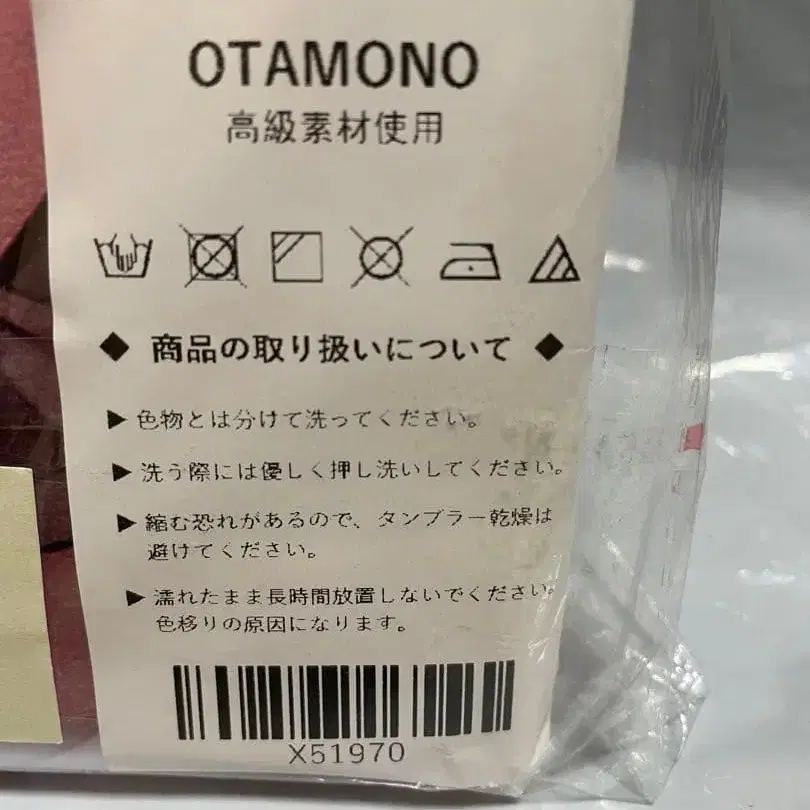 OTAMONO
高級素材使用
◆ 商品の取り扱いについて ◆
▶ 色物とは分けて洗ってください。
▶ 洗う際には優しく押し洗いしてください。
▶ 縮む恐れがあるので、タンブラー乾燥は
避けてください。
▶ 濡れたまま長時間放置しないでください。
色移りの原因になります。
X51970